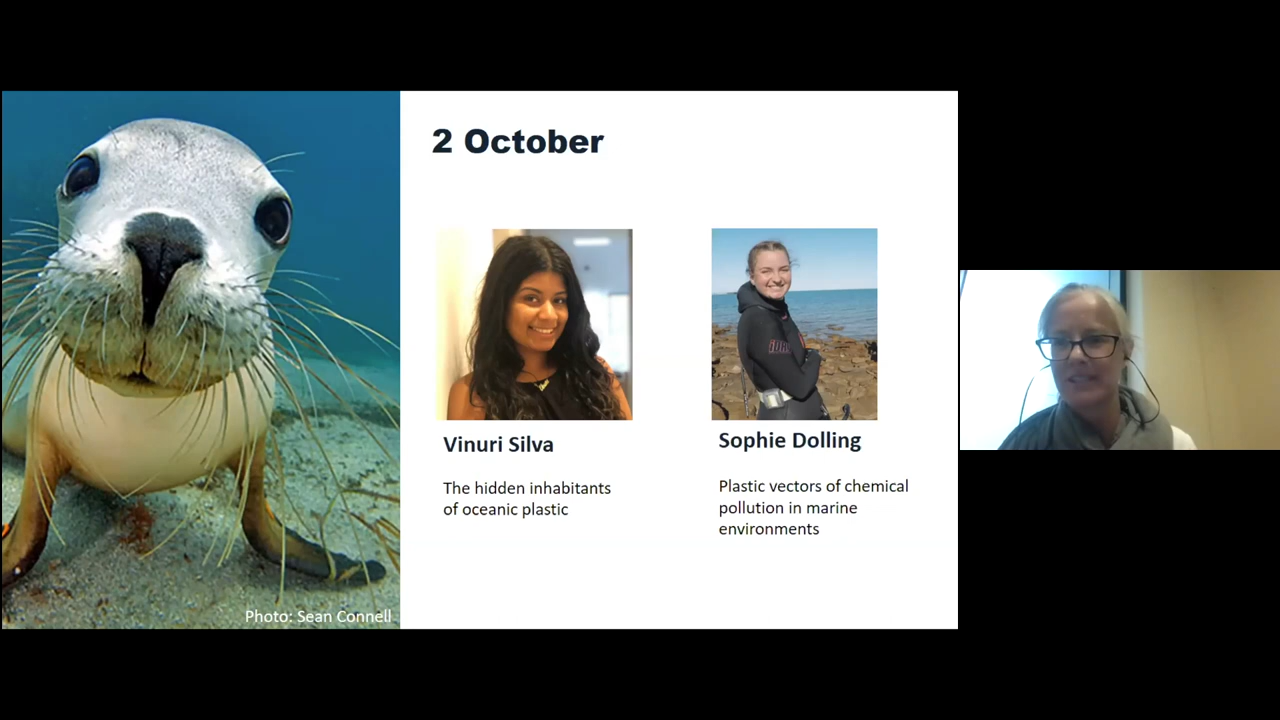 2 October
Vinuri Silva
The hidden inhabitants
of oceanic plastic
Sophie Dolling
Plastic vectors of chemical
pollution in marine
environments
Photo: Sean Connell